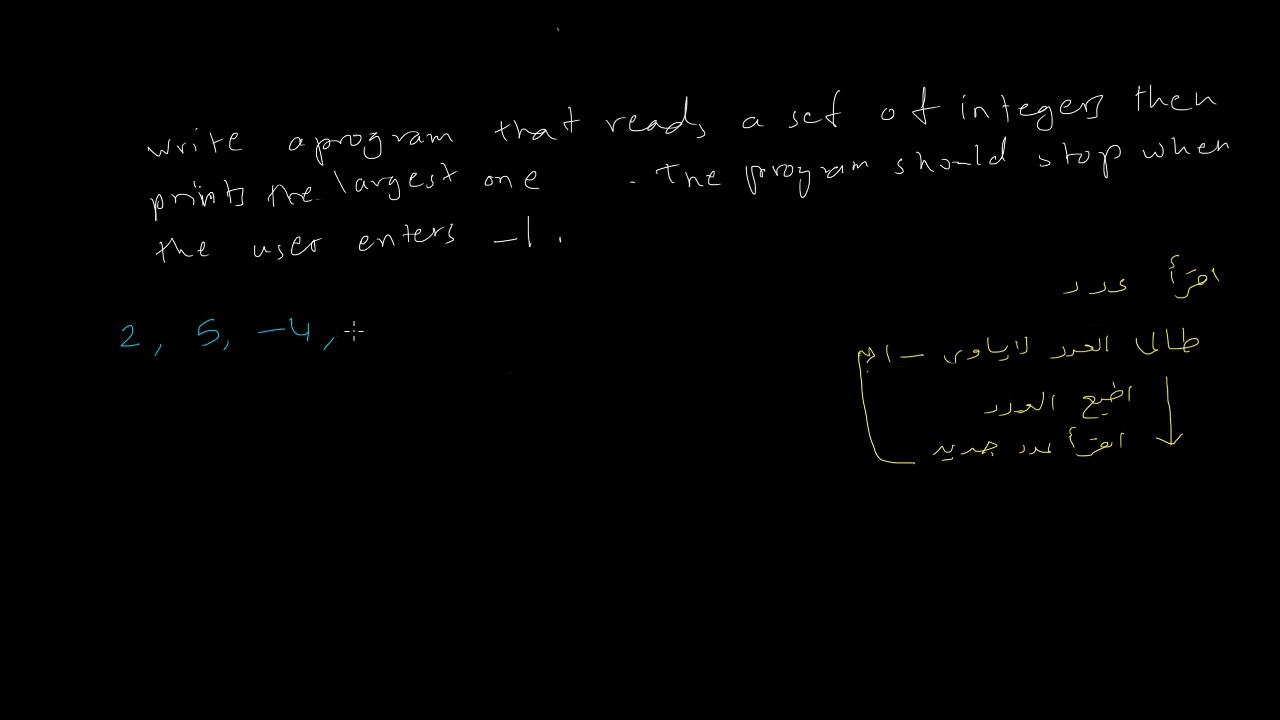 write a program that reads a set of integers then
prints the largest one . The program should stop when
the user enters -1 .
2, 5, -4,
اقرأ عدد
طالما العدد لا يساوي -1
اطبع العدد
اقرأ عدد جديد